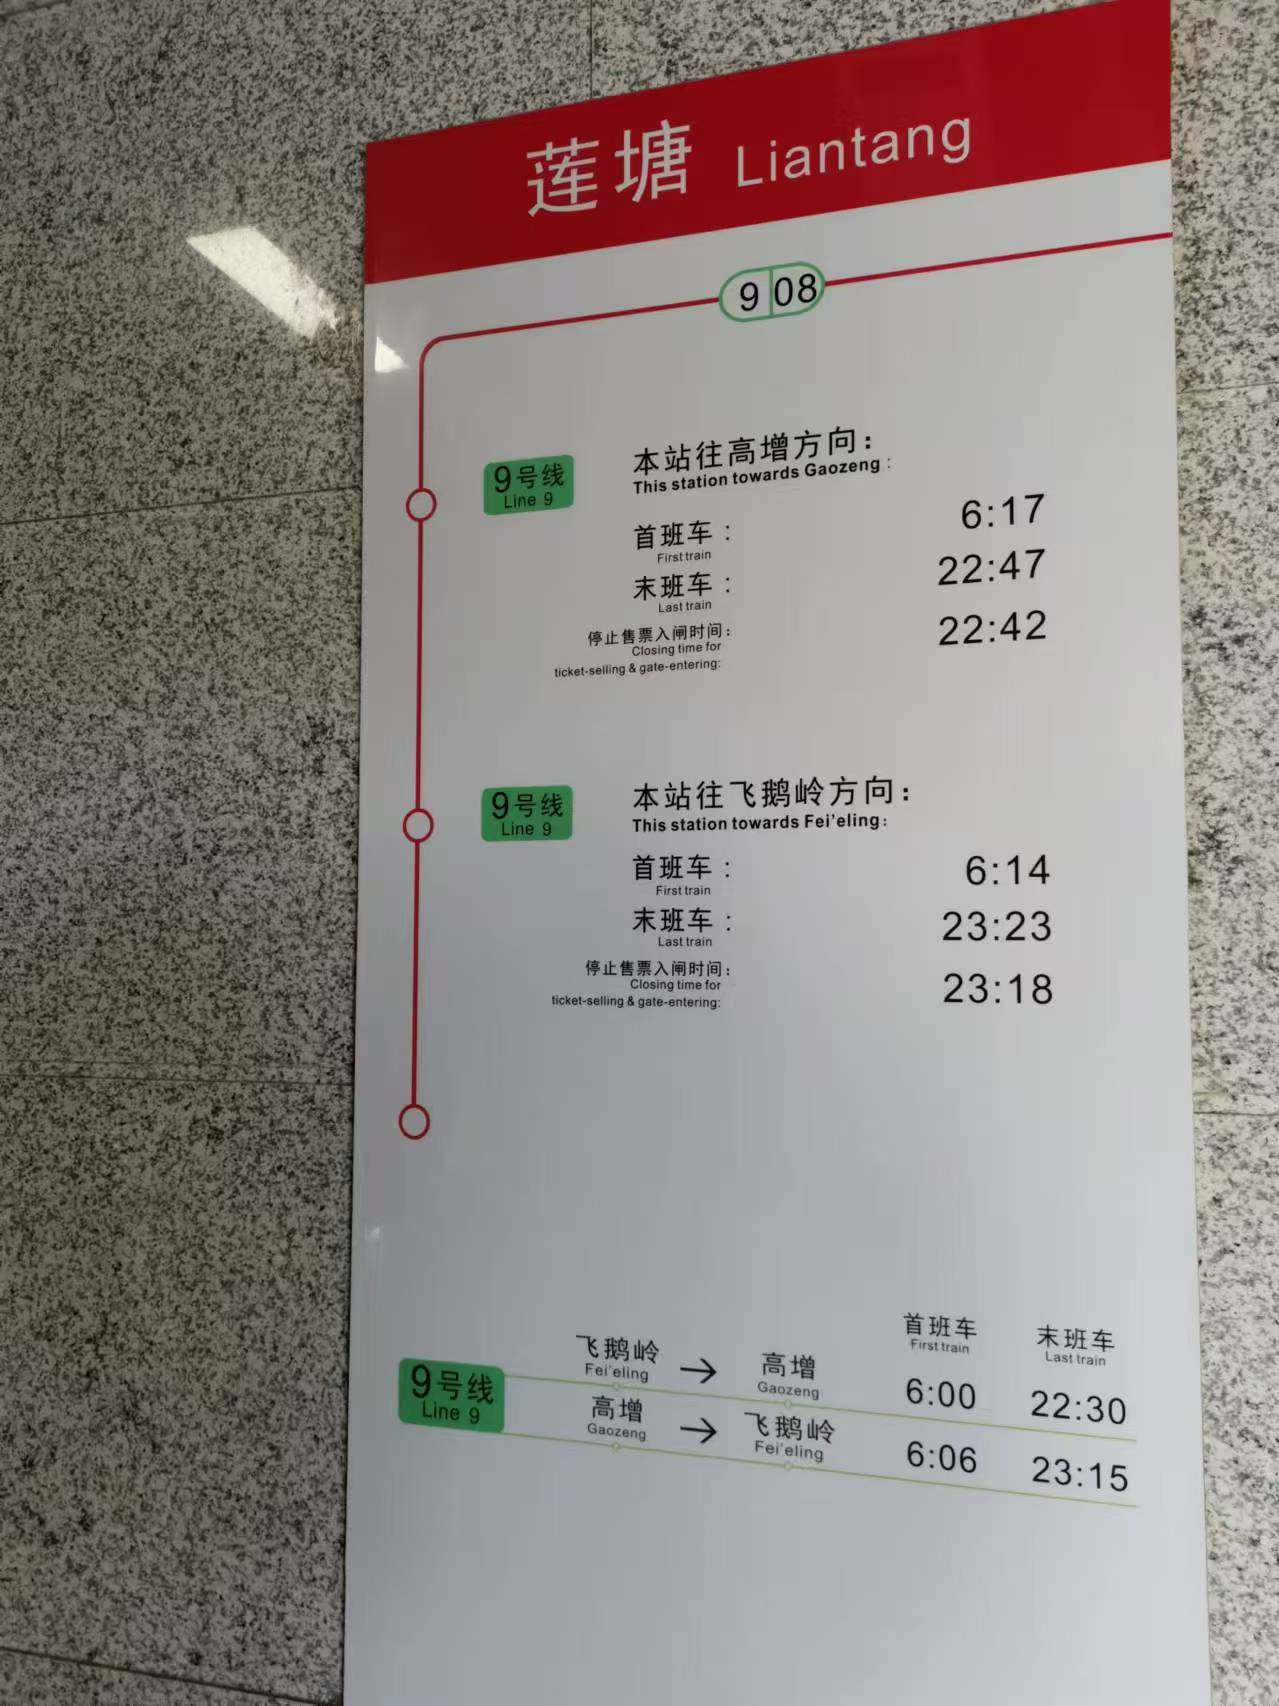 莲塘 Liantang
9 08
9号线
Line 9
本站往高增方向：
This station towards Gaozeng :
首班车： 6:17
First train
末班车： 22:47
Last train
停止售票入闸时间： 22:42
Closing time for
ticket-selling & gate-entering:
9号线
Line 9
本站往飞鹅岭方向：
This station towards Fei'eling:
首班车： 6:14
First train
末班车： 23:23
Last train
停止售票入闸时间： 23:18
Closing time for
ticket-selling & gate-entering:
首班车 末班车
First train Last train
9号线
Line 9
飞鹅岭 → 高增 6:00 22:30
Fei'eling Gaozeng
高增 → 飞鹅岭 6:06 23:15
Gaozeng Fei'eling